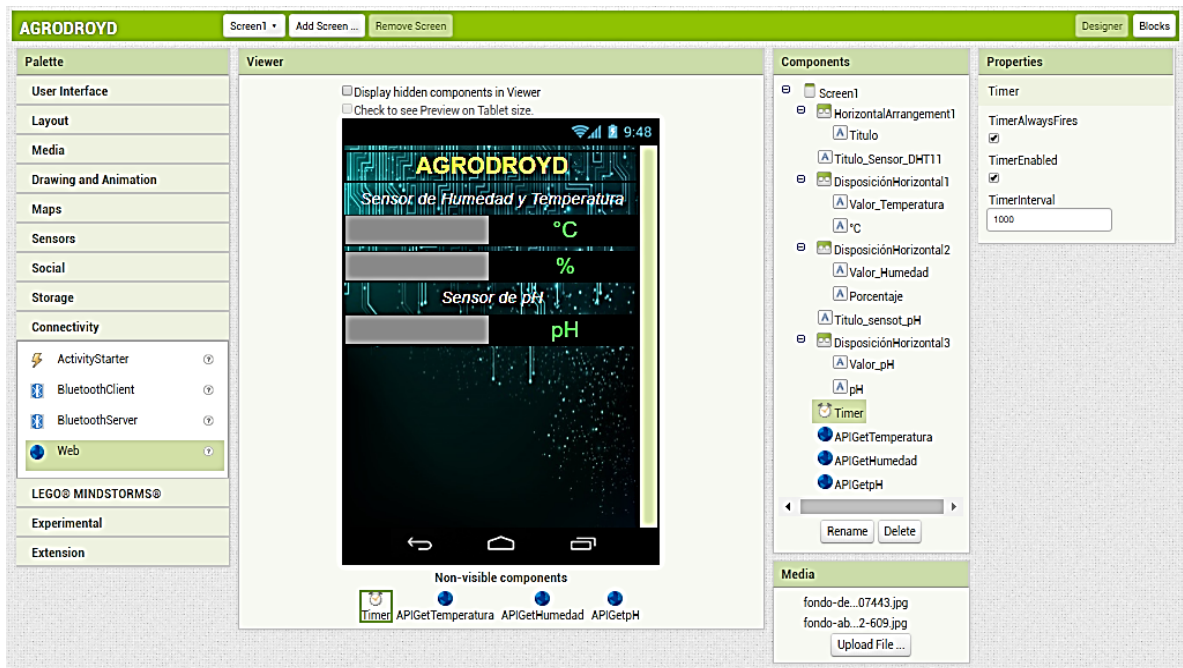 AGRODROYD
Screen1
Add Screen ...
Remove Screen
Designer
Blocks
Palette
User Interface
Layout
Media
Drawing and Animation
Maps
Sensors
Social
Storage
Connectivity
ActivityStarter
BluetoothClient
BluetoothServer
Web
LEGO® MINDSTORMS®
Experimental
Extension
Viewer
Display hidden components in Viewer
Check to see Preview on Tablet size.
9:48
AGRODROYD
Sensor de Humedad y Temperatura
°C
%
Sensor de pH
pH
Non-visible components
Timer
APIGetTemperatura
APIGetHumedad
APIGetpH
Components
Screen1
HorizontalArrangement1
Titulo
Titulo_Sensor_DHT11
DisposiciónHorizontal1
Valor_Temperatura
°C
DisposiciónHorizontal2
Valor_Humedad
Porcentaje
Titulo_sensot_pH
DisposiciónHorizontal3
Valor_pH
pH
Timer
APIGetTemperatura
APIGetHumedad
APIGetpH
Rename
Delete
Media
fondo-de...07443.jpg
fondo-ab...2-609.jpg
Upload File ...
Properties
Timer
TimerAlwaysFires
TimerEnabled
TimerInterval
1000